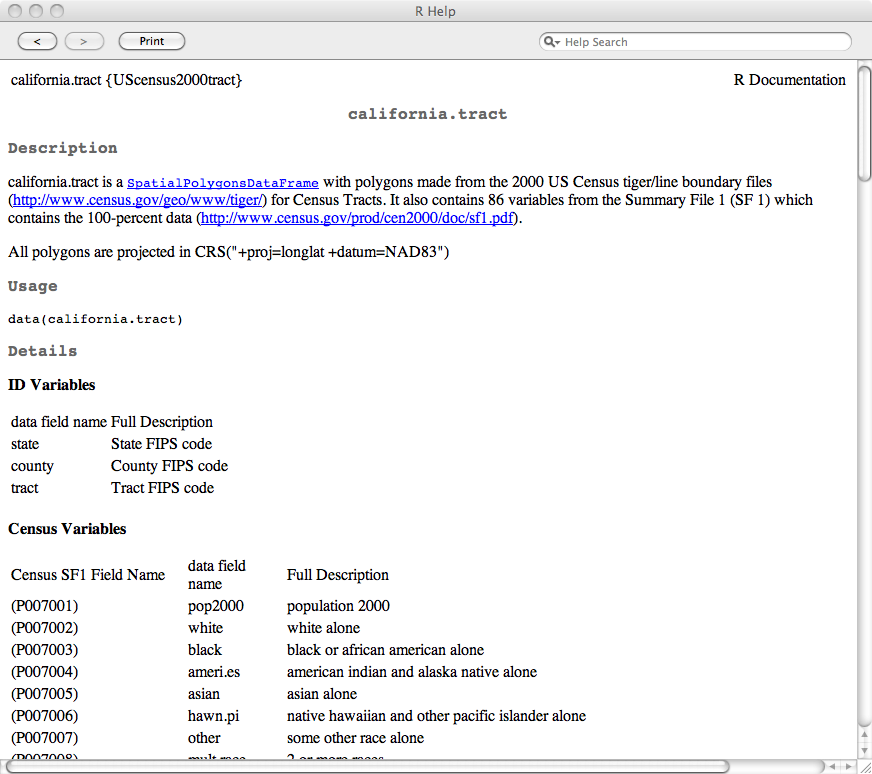 R Help
<
>
Print
Help Search
california.tract {UScensus2000tract} R Documentation
california.tract
Description
california.tract is a SpatialPolygonsDataFrame with polygons made from the 2000 US Census tiger/line boundary files
(http://www.census.gov/geo/www/tiger/) for Census Tracts. It also contains 86 variables from the Summary File 1 (SF 1) which
contains the 100-percent data (http://www.census.gov/prod/cen2000/doc/sf1.pdf).
All polygons are projected in CRS("+proj=longlat +datum=NAD83")
Usage
data(california.tract)
Details
ID Variables
data field name Full Description
state State FIPS code
county County FIPS code
tract Tract FIPS code
Census Variables
Census SF1 Field Name data field name Full Description
(P007001) pop2000 population 2000
(P007002) white white alone
(P007003) black black or african american alone
(P007004) ameri.es american indian and alaska native alone
(P007005) asian asian alone
(P007006) hawn.pi native hawaiian and other pacific islander alone
(P007007) other some other race alone
(P007008) mult.race 2 or more races